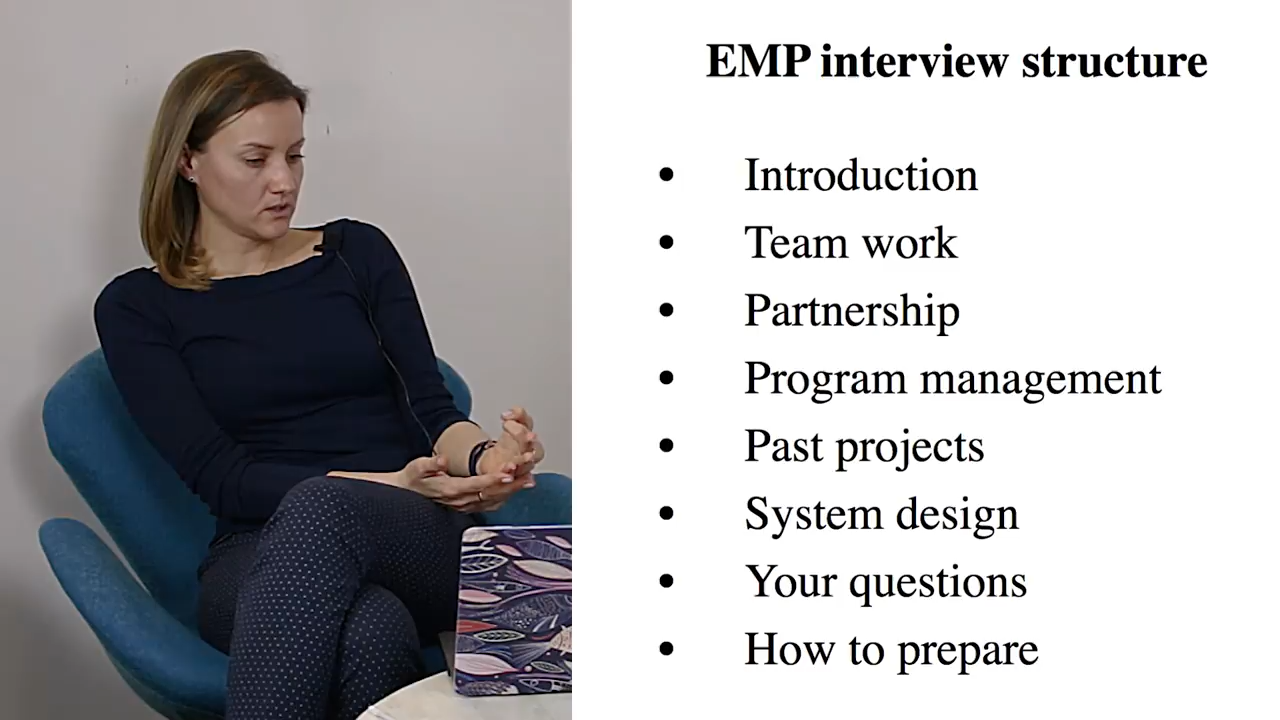 EMP interview structure
• Introduction
• Team work
• Partnership
• Program management
• Past projects
• System design
• Your questions
• How to prepare